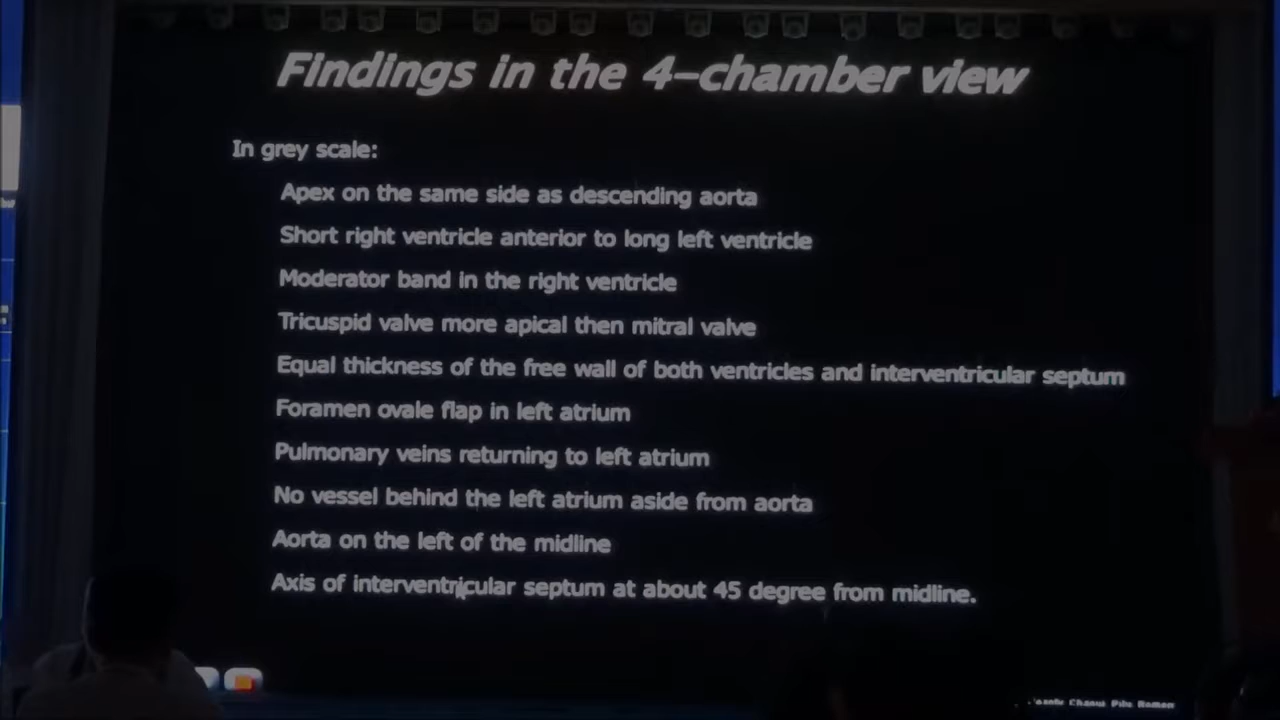 Findings in the 4-chamber view
In grey scale:
Apex on the same side as descending aorta
Short right ventricle anterior to long left ventricle
Moderator band in the right ventricle
Tricuspid valve more apical then mitral valve
Equal thickness of the free wall of both ventricles and interventricular septum
Foramen ovale flap in left atrium
Pulmonary veins returning to left atrium
No vessel behind the left atrium aside from aorta
Aorta on the left of the midline
Axis of interventricular septum at about 45 degree from midline.